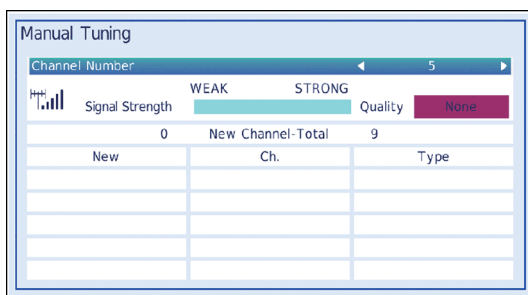 Manual Tuning
Channel Number 5
WEAK STRONG
Signal Strength Quality None
0 New Channel-Total 9
New Ch. Type